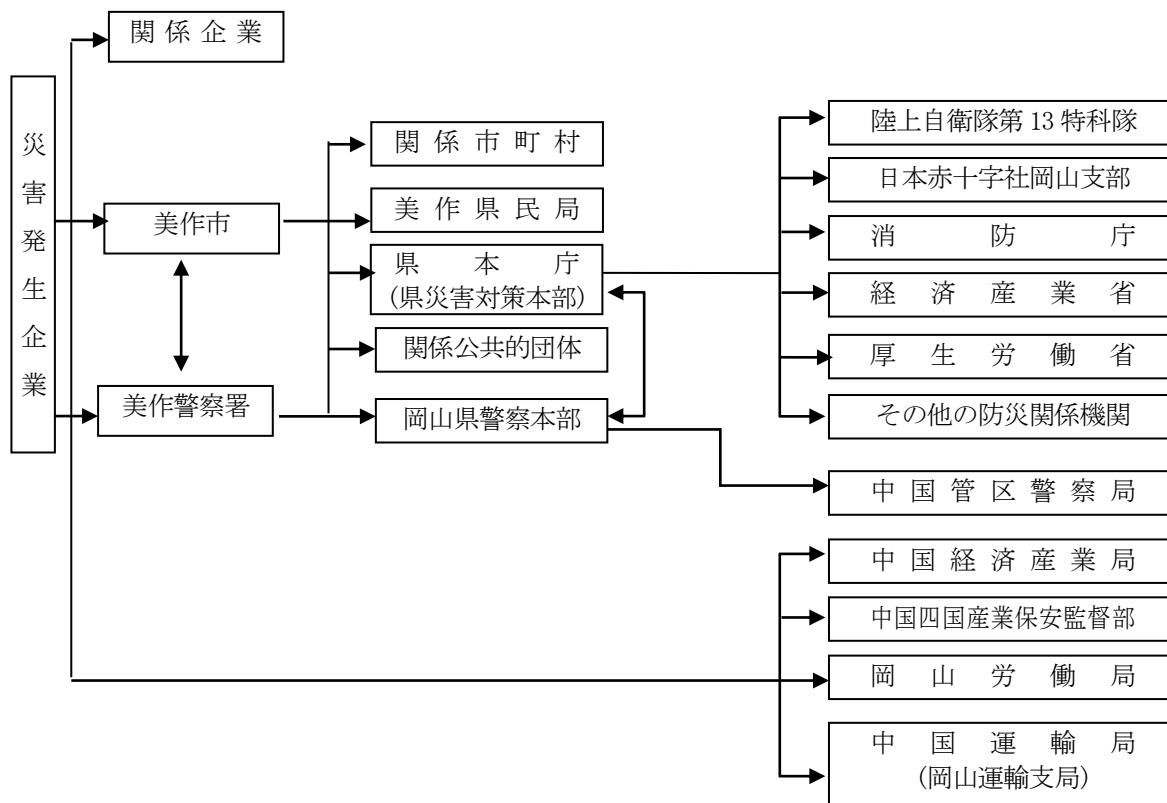 関係企業
災害発生企業
美作市
美作警察署
関係市町村
美作県民局
県本庁
(県災害対策本部)
関係公共的団体
岡山県警察本部
陸上自衛隊第13特科隊
日本赤十字社岡山支部
消防庁
経済産業省
厚生労働省
その他の防災関係機関
中国管区警察局
中国経済産業局
中国四国産業保安監督部
岡山労働局
中国運輸局
(岡山運輸支局)